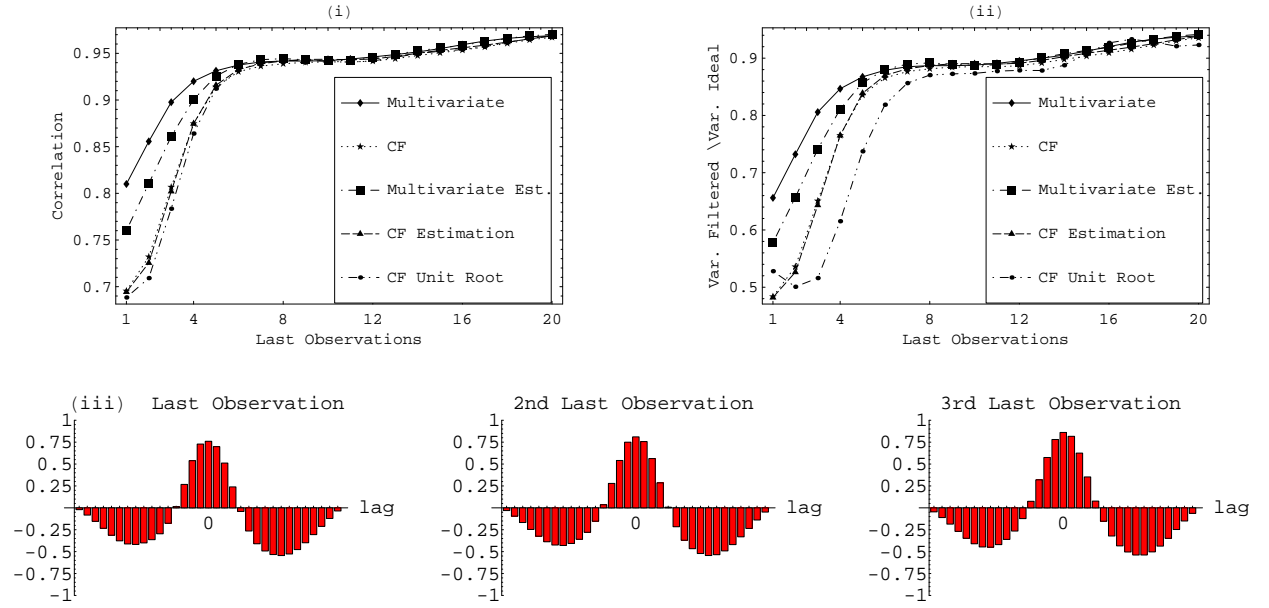 (i)
Correlation
0.95
0.9
0.85
0.8
0.75
0.7
Multivariate
CF
Multivariate Est.
CF Estimation
CF Unit Root
1 4 8 12 16 20
Last Observations
(ii)
Var. Filtered \Var. Ideal
0.9
0.8
0.7
0.6
0.5
Multivariate
CF
Multivariate Est.
CF Estimation
CF Unit Root
1 4 8 12 16 20
Last Observations
(iii) Last Observation
1
0.75
0.5
0.25
-0.25
-0.5
-0.75
-1
0
lag
2nd Last Observation
1
0.75
0.5
0.25
-0.25
-0.5
-0.75
-1
0
lag
3rd Last Observation
1
0.75
0.5
0.25
-0.25
-0.5
-0.75
-1
0
lag